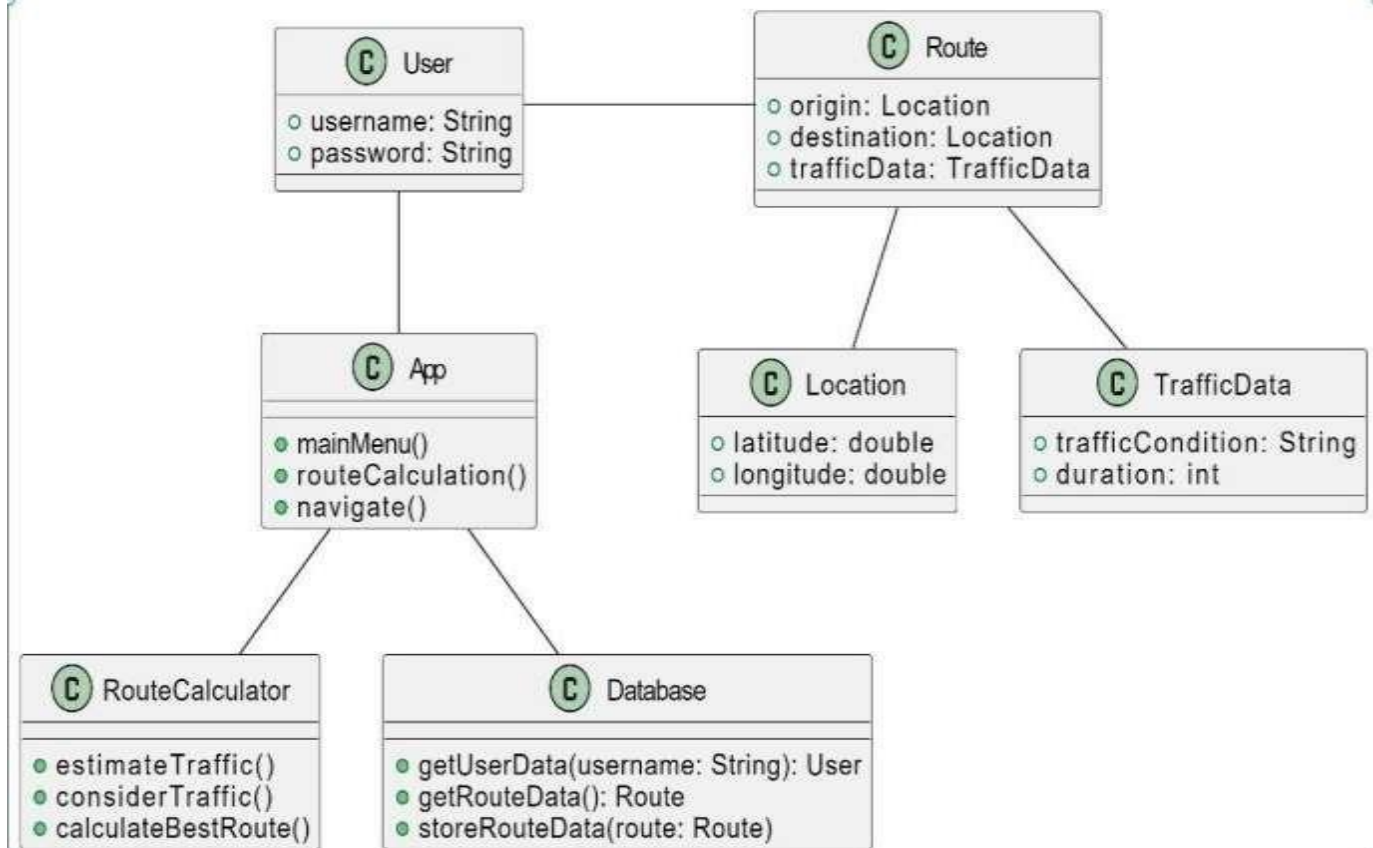 C User
username: String
password: String
C Route
origin: Location
destination: Location
trafficData: TrafficData
C App
mainMenu()
routeCalculation()
navigate()
C Location
latitude: double
longitude: double
C TrafficData
trafficCondition: String
duration: int
C RouteCalculator
estimateTraffic()
considerTraffic()
calculateBestRoute()
C Database
getUserData(username: String): User
getRouteData(): Route
storeRouteData(route: Route)